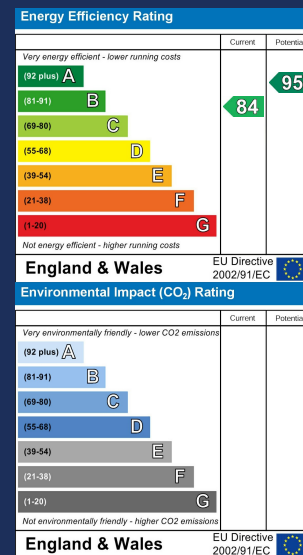 Energy Efficiency Rating
Current Potentia
Very energy efficient - lower running costs
(92 plus) A
95
(81-91) B
84
(69-80) C
(55-68) D
(39-54) E
(21-38) F
(1-20) G
Not energy efficient - higher running costs
England & Wales
EU Directive
2002/91/EC
Environmental Impact (CO₂) Rating
Current Potentia
Very environmentally friendly - lower CO2 emissions
(92 plus) A
(81-91) B
(69-80) C
(55-68) D
(39-54) E
(21-38) F
(1-20) G
Not environmentally friendly - higher CO2 emissions
England & Wales
EU Directive
2002/91/EC